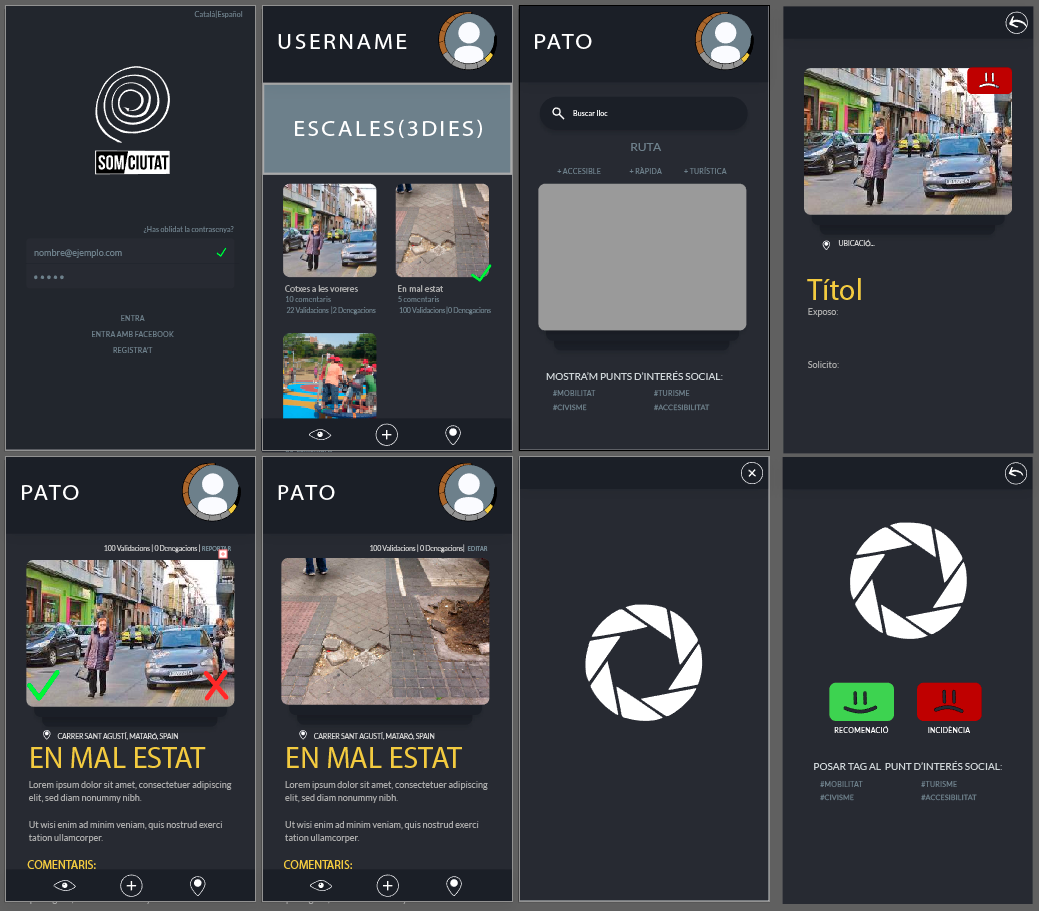 Català|Español
SOM/CIUTAT
¿Has oblidat la contrasenya?
nombre@ejemplo.com
ENTRA
ENTRA AMB FACEBOOK
REGISTRA'T
USERNAME
ESCALES(3DIES)
Cotxes a les voreres
10 comentaris
22 Validacions |2 Denegacions
En mal estat
5 comentaris
100 Validacions|0 Denegacions
PATO
Buscar lloc
RUTA
+ ACCESIBLE + RÀPIDA + TURÍSTICA
MOSTRA'M PUNTS D'INTERÉS SOCIAL:
#MOBILITAT #TURISME
#CIVISME #ACCESIBILITAT
UBICACIÓ...
Títol
Exposo:
Solicito:
PATO
100 Validacions | 0 Denegacions | REPORTAR
CARRER SANT AGUSTÍ, MATARÓ, SPAIN
EN MAL ESTAT
Lorem ipsum dolor sit amet, consectetuer adipiscing
elit, sed diam nonummy nibh.
Ut wisi enim ad minim veniam, quis nostrud exerci
tation ullamcorper.
COMENTARIS:
PATO
100 Validacions | 0 Denegacions| EDITAR
CARRER SANT AGUSTÍ, MATARÓ, SPAIN
EN MAL ESTAT
Lorem ipsum dolor sit amet, consectetuer adipiscing
elit, sed diam nonummy nibh.
Ut wisi enim ad minim veniam, quis nostrud exerci
tation ullamcorper.
COMENTARIS:
RECOMENACIÓ INCIDÈNCIA
POSAR TAG AL PUNT D'INTERÉS SOCIAL:
#MOBILITAT #TURISME
#CIVISME #ACCESIBILITAT